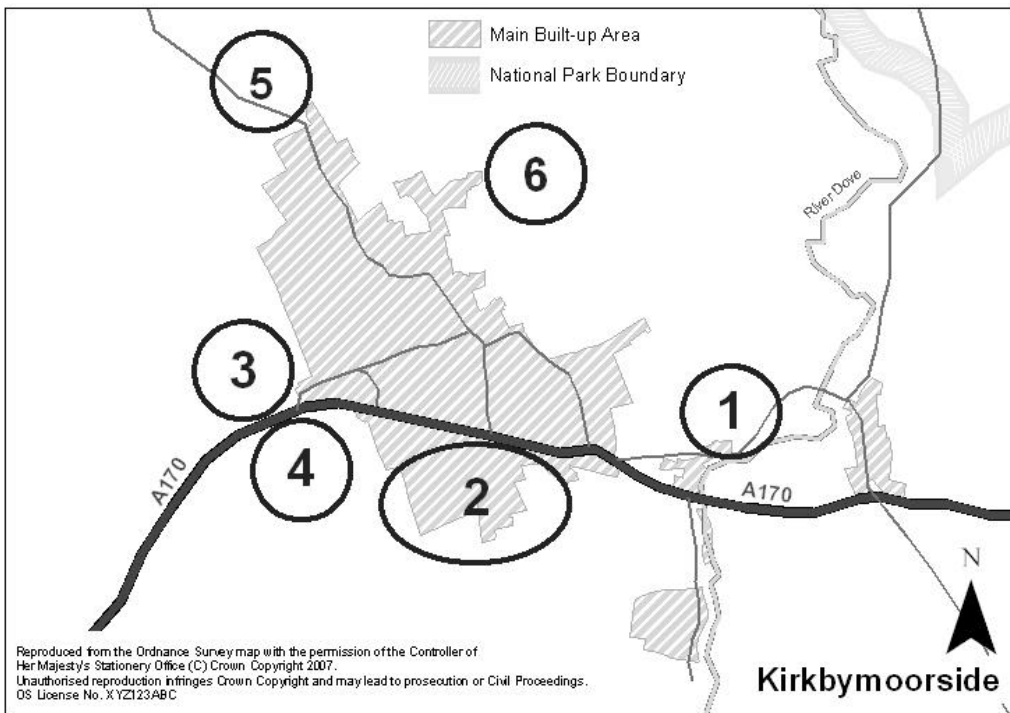 Main Built-up Area
National Park Boundary
5
6
River Dove
3
1
4
2
A170
A170
N
Kirkbymoorside
Reproduced from the Ordnance Survey map with the permission of the Controller of
Her Majesty's Stationery Office (C) Crown Copyright 2007.
Unauthorised reproduction infringes Crown Copyright and may lead to prosecution or Civil Proceedings.
OS License No. XYZ123ABC